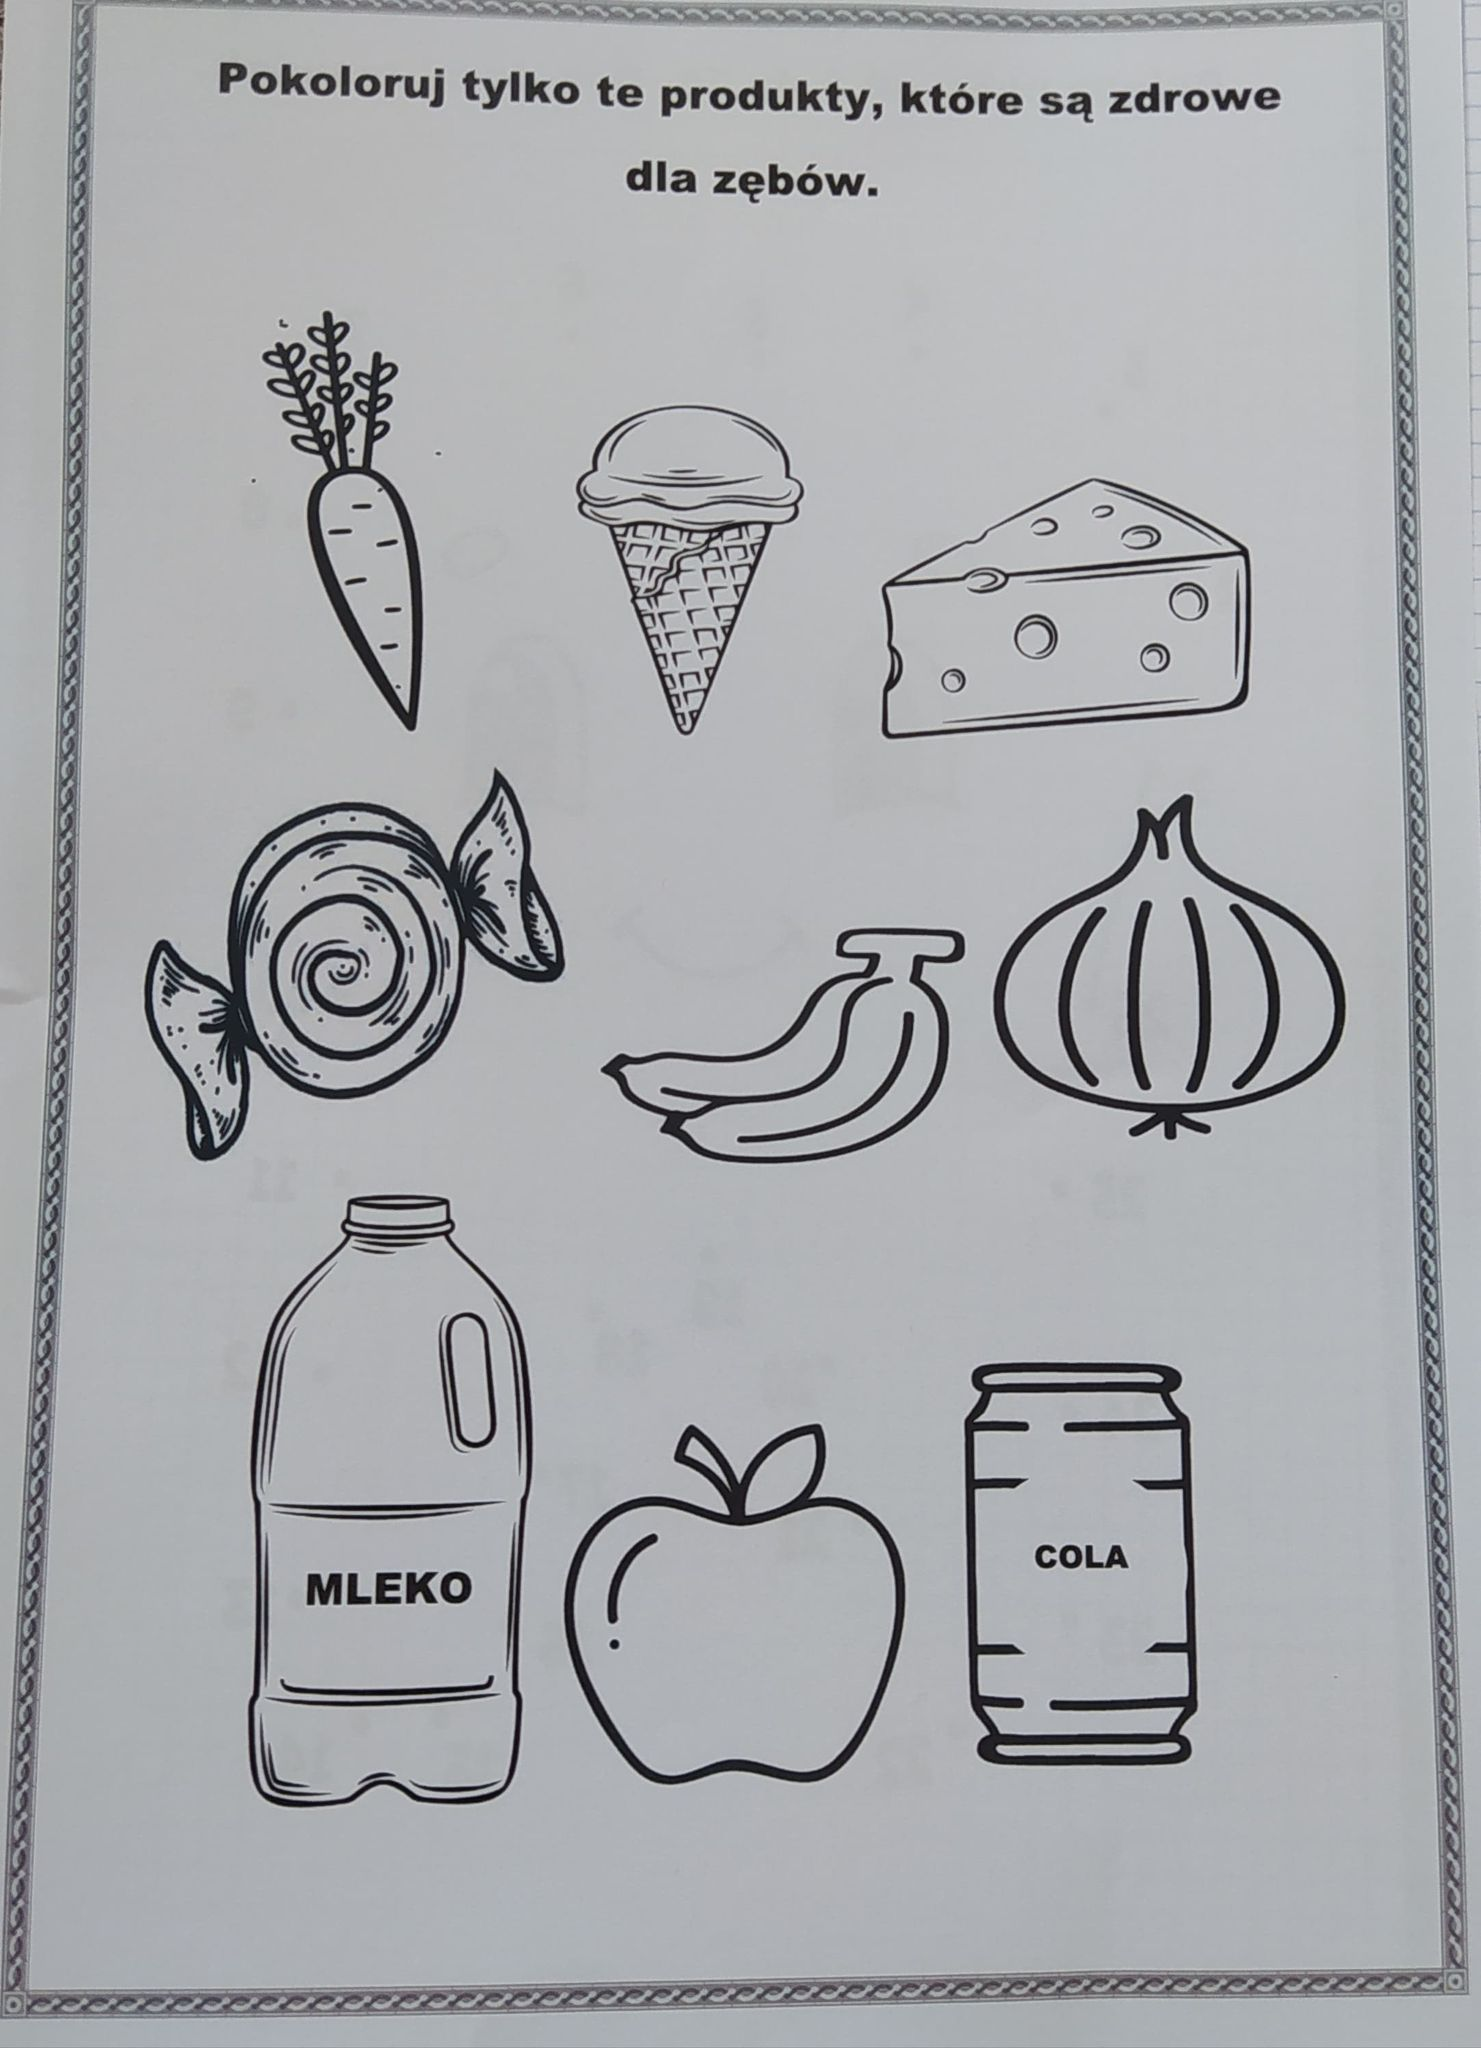 Pokoloruj tylko te produkty, które są zdrowe
dla zębów.
MLEKO
COLA